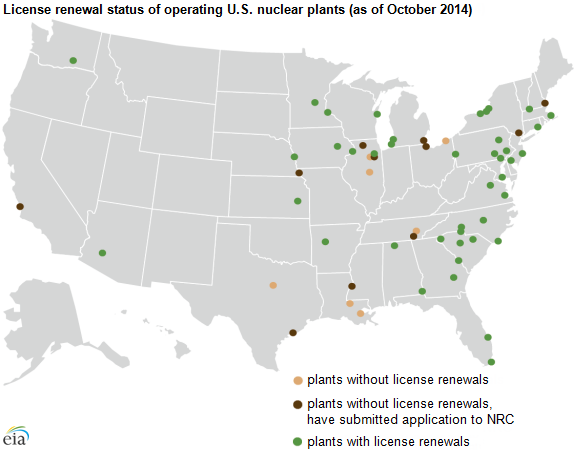 License renewal status of operating U.S. nuclear plants (as of October 2014)
plants without license renewals
plants without license renewals,
have submitted application to NRC
plants with license renewals
eia